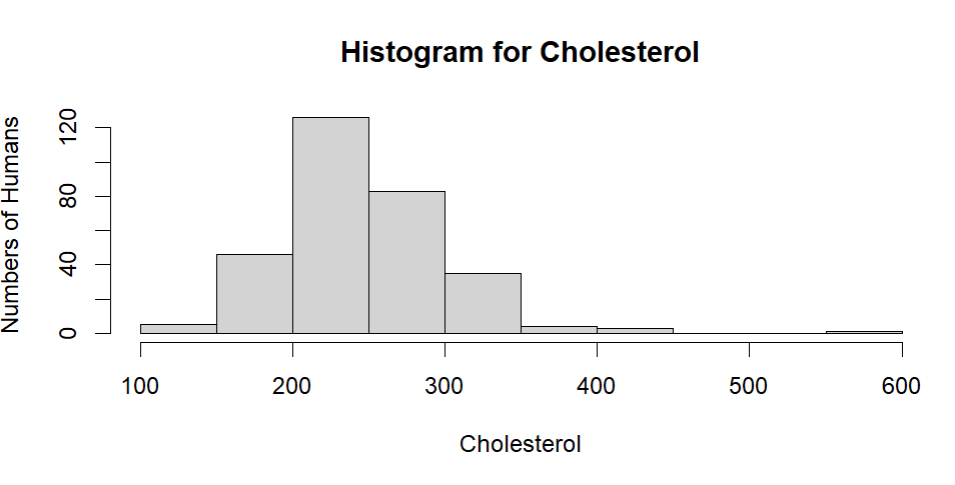 Histogram for Cholesterol
Numbers of Humans
120
80
40
0
100 200 300 400 500 600
Cholesterol